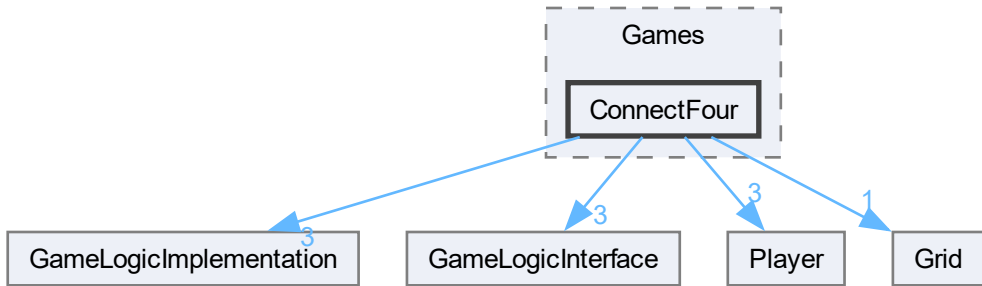 Games
ConnectFour
3
3
3
1
GameLogicImplementation
GameLogicInterface
Player
Grid